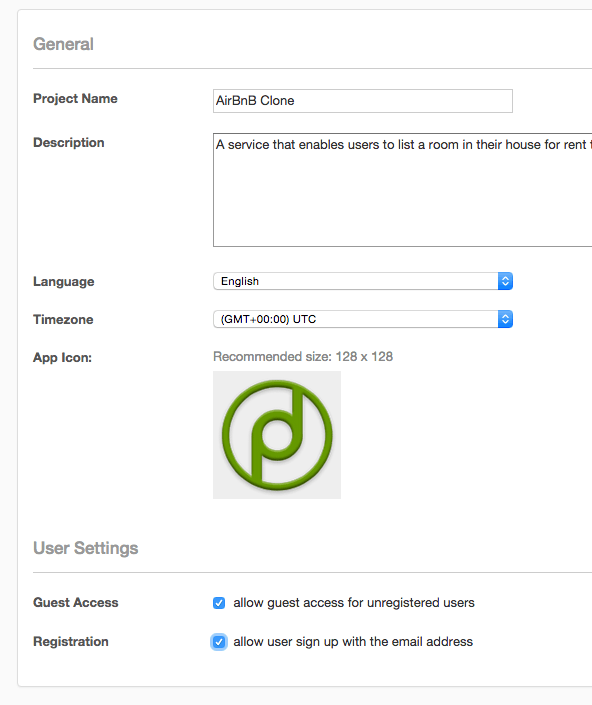 General
Project Name
AirBnB Clone
Description
A service that enables users to list a room in their house for rent
Language
English
Timezone
(GMT+00:00) UTC
App Icon:
Recommended size: 128 x 128
User Settings
Guest Access
allow guest access for unregistered users
Registration
allow user sign up with the email address